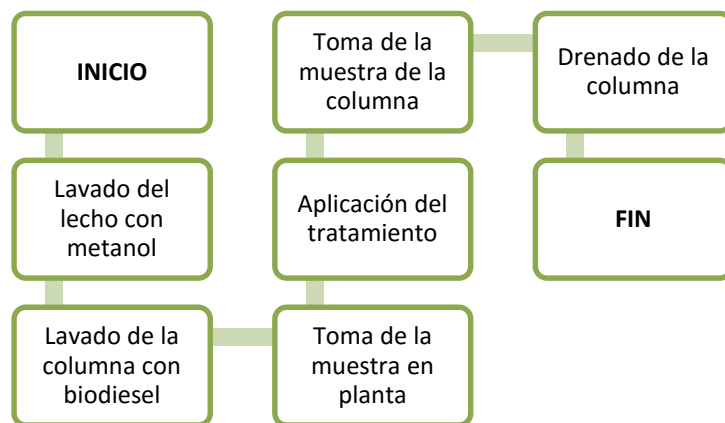 INICIO
Lavado del
lecho con
metanol
Lavado de la
columna con
biodiesel
Toma de la
muestra en
planta
Aplicación del
tratamiento
Toma de la
muestra de la
columna
Drenado de la
columna
FIN